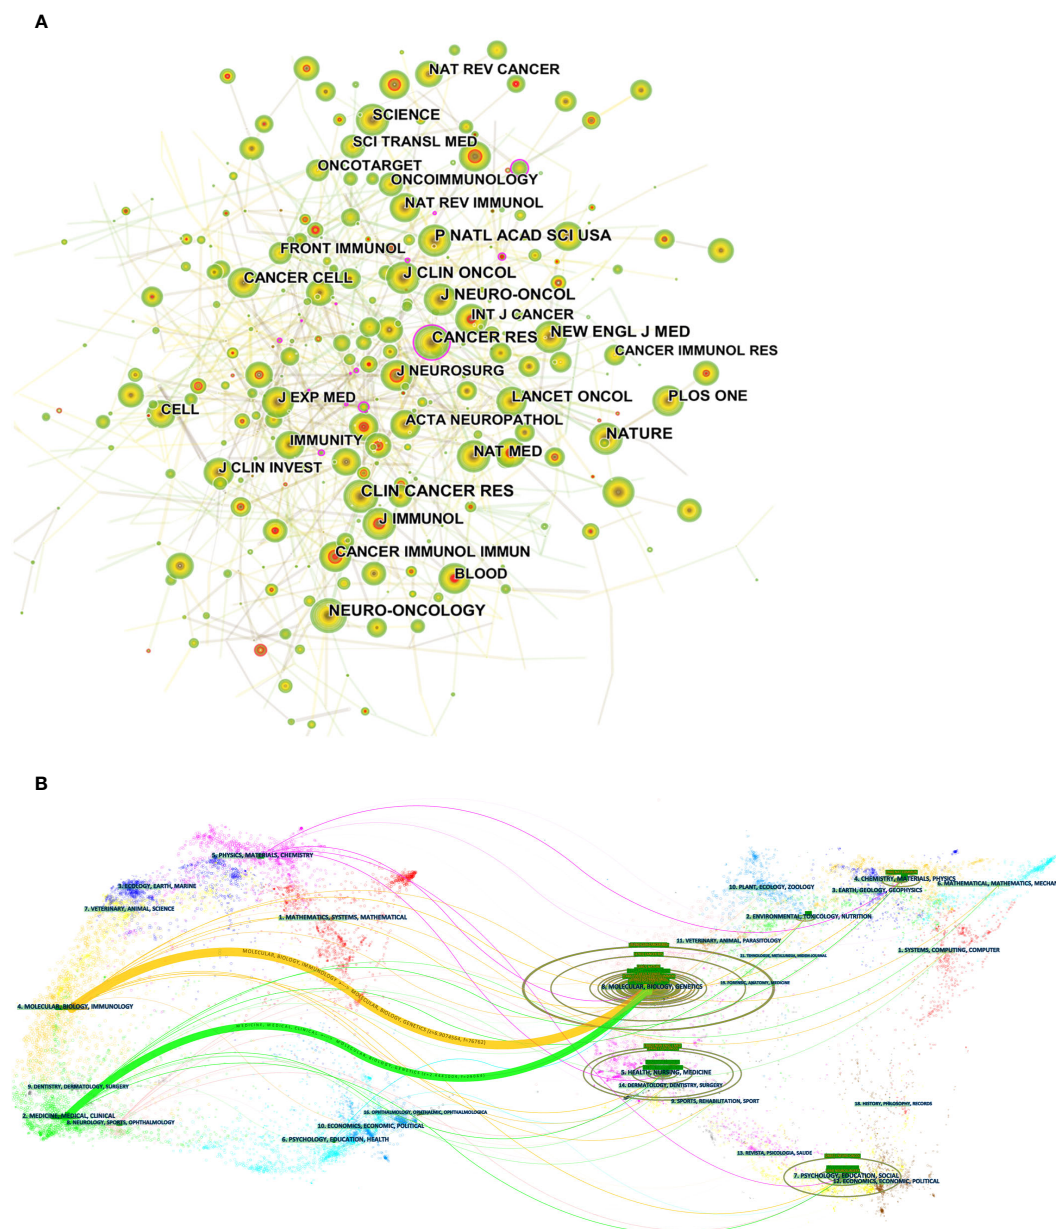 A
NAT REV CANCER
SCIENCE
SCI TRANSL MED
ONCOTARGET
ONCOIMMUNOLOGY
NAT REV IMMUNOL
P NATL ACAD SCI USA
FRONT IMMUNOL
CANCER CELL
J CLIN ONCOL
J NEURO-ONCOL
INT J CANCER
CANCER RES
NEW ENGL J MED
CANCER IMMUNOL RES
J NEUROSURG
J EXP MED
LANCET ONCOL
PLOS ONE
CELL
ACTA NEUROPATHOL
NATURE
IMMUNITY
NAT MED
J CLIN INVEST
CLIN CANCER RES
J IMMUNOL
CANCER IMMUNOL IMMUN
BLOOD
NEURO-ONCOLOGY
B
5. PHYSICS, MATERIALS, CHEMISTRY
3. ECOLOGY, EARTH, MARINE
7. VETERINARY, ANIMAL, SCIENCE
1. MATHEMATICS, SYSTEMS, MATHEMATICAL
4. MOLECULAR, BIOLOGY, IMMUNOLOGY
9. DENTISTRY, DERMATOLOGY, SURGERY
2. MEDICINE, MEDICAL, CLINICAL
8. NEUROLOGY, SPORTS, OPHTHALMOLOGY
10. ECONOMICS, ECONOMIC, POLITICAL
6. PSYCHOLOGY, EDUCATION, HEALTH
4. CHEMISTRY, MATERIALS, PHYSICS
10. PLANT, ECOLOGY, ZOOLOGY
3. EARTH, GEOLOGY, GEOPHYSICS
6. MATHEMATICAL, MATHEMATICS, MECHAN
2. ENVIRONMENTAL, TOXICOLOGY, NUTRITION
11. VETERINARY, ANIMAL, PARASITOLOGY
1. SYSTEMS, COMPUTING, COMPUTER
8. MOLECULAR, BIOLOGY, GENETICS
5. HEALTH, NURSING, MEDICINE
14. DERMATOLOGY, DENTISTRY, SURGERY
9. SPORTS, REHABILITATION, SPORT
13. REVISTA, PSICOLOGIA, SAUDE
7. PSYCHOLOGY, EDUCATION, SOCIAL
12. ECONOMICS, ECONOMIC, POLITICAL